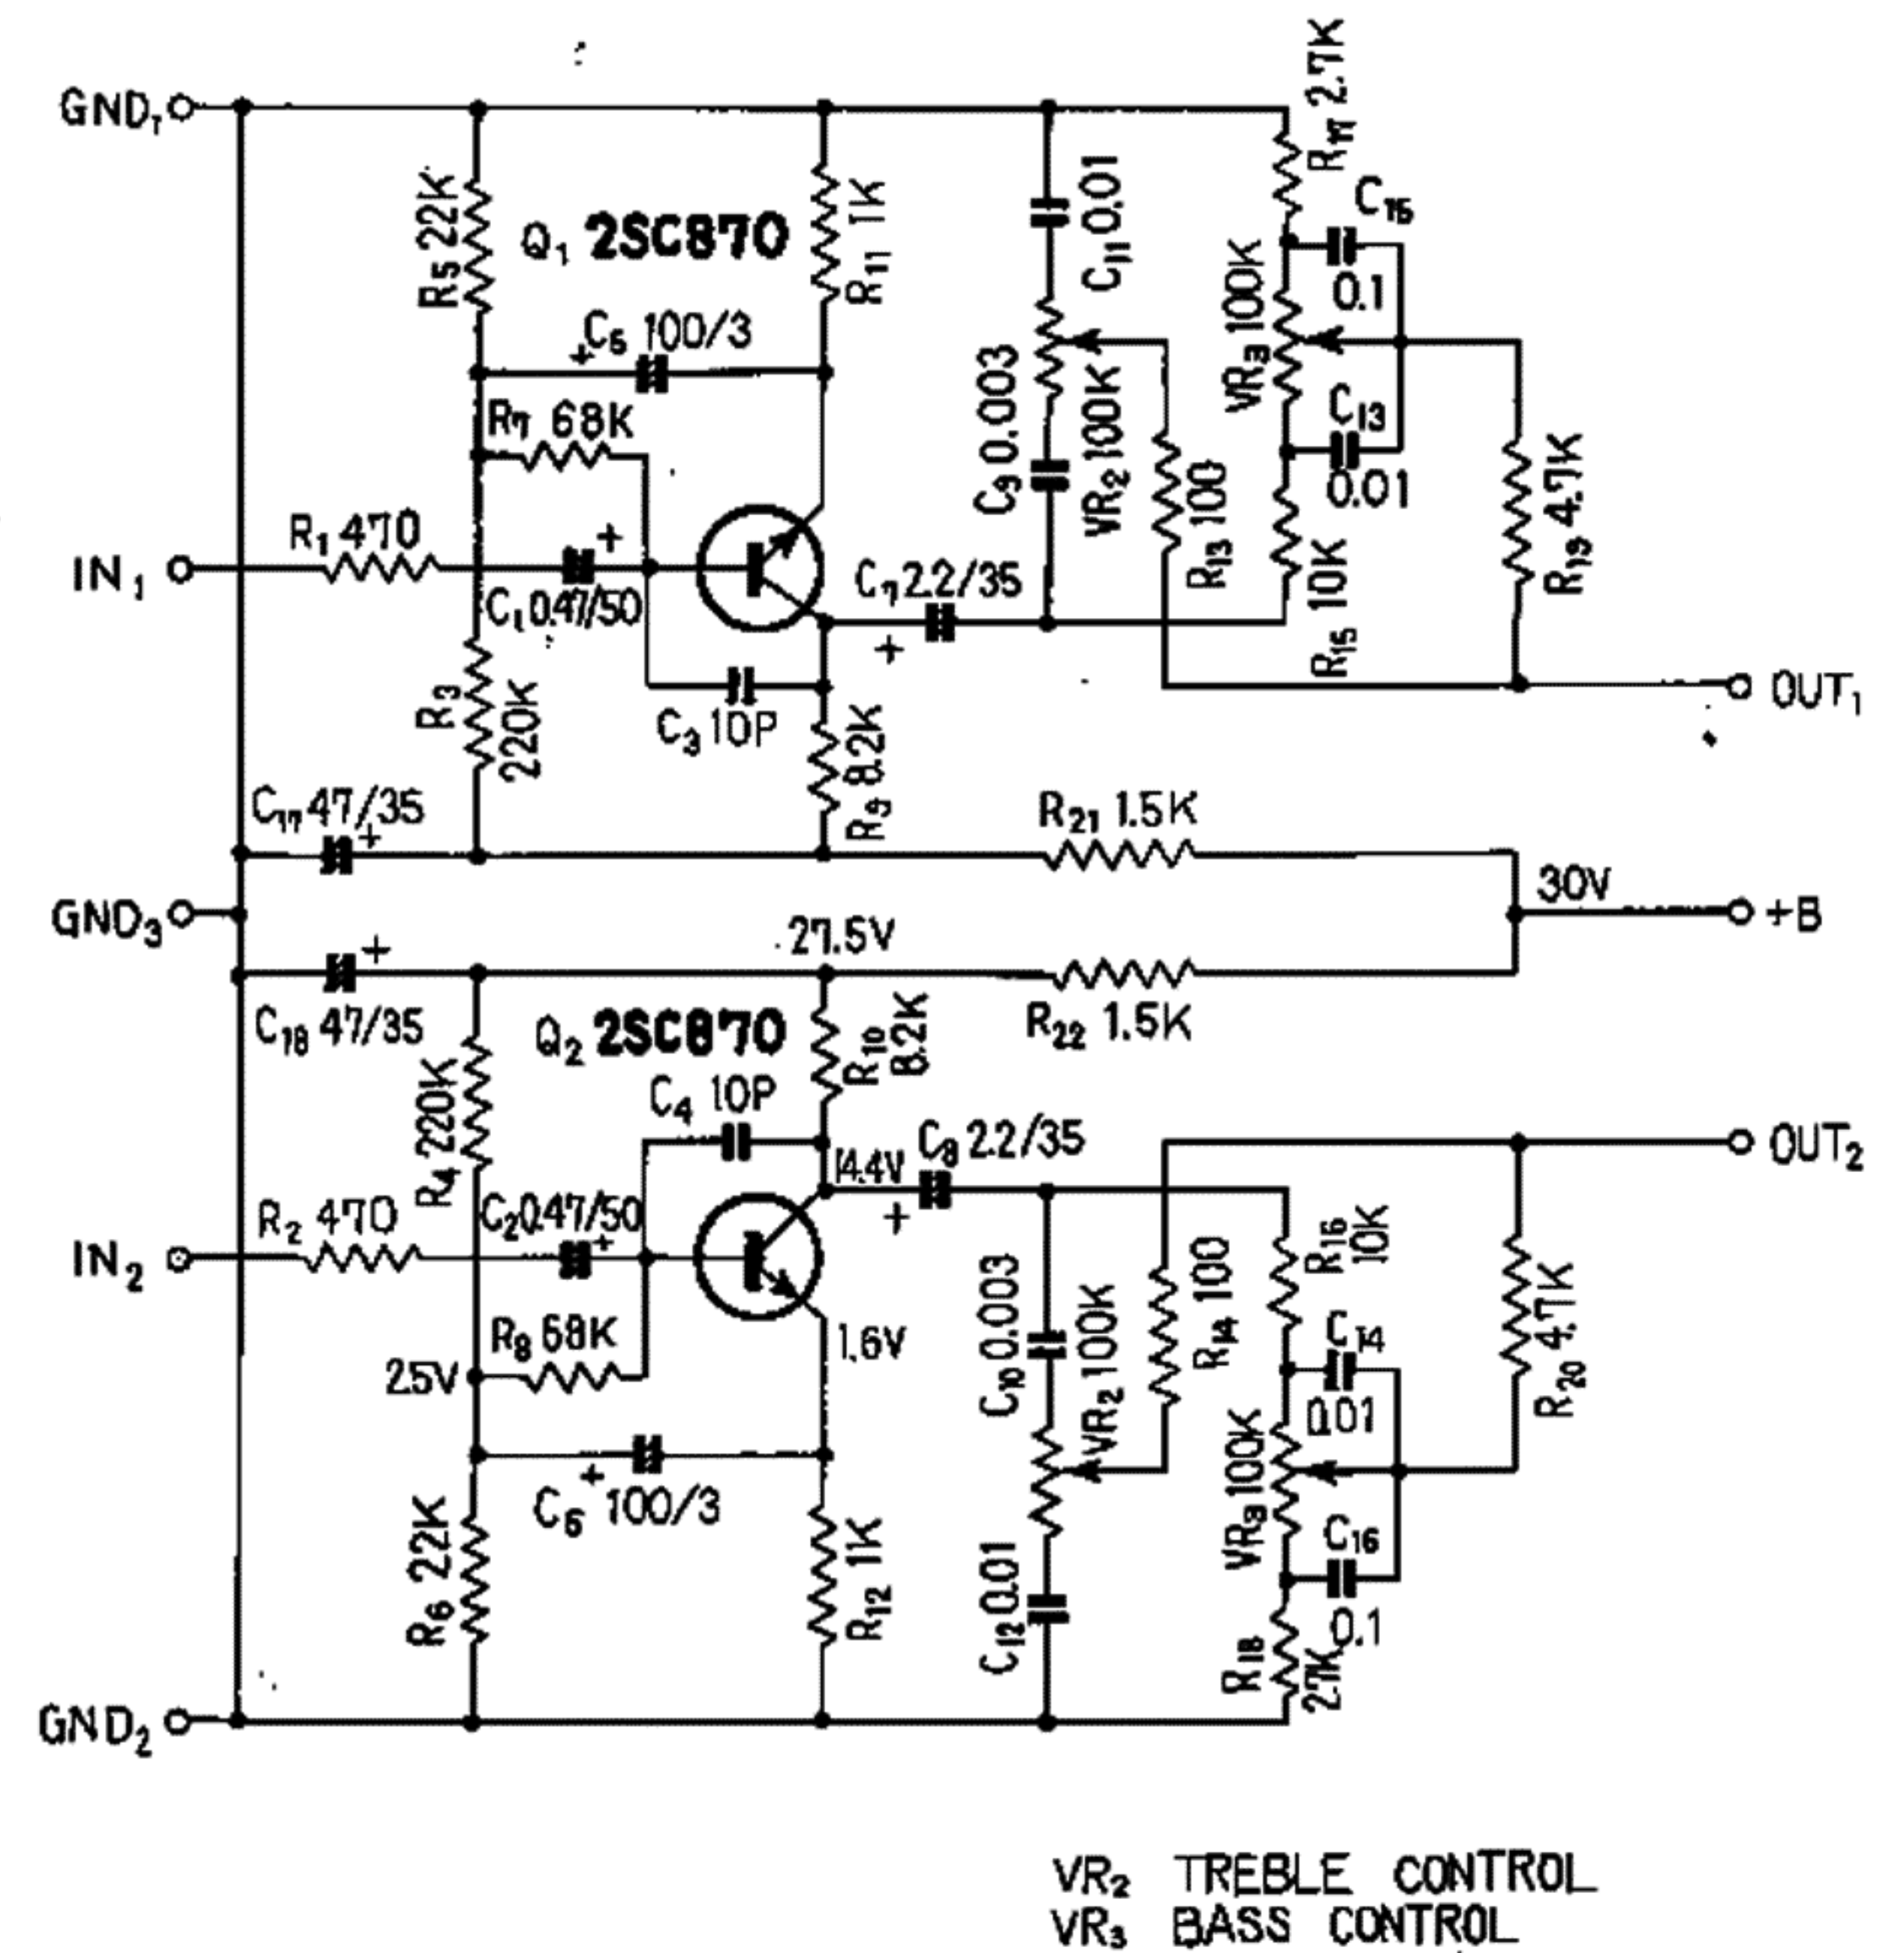 GND₁
R₁₇ 2.7K
R₅ 22K
Q₁ 2SC870
R₁₁ 1K
C₁₁ 0.01
C₁₅
0.1
C₅ 100/3
+
VR₃ 100K
C₉ 0.003
VR₂ 100K
C₁₃
0.01
R₇ 68K
R₁₃ 100
R₁₉ 4.7K
IN₁
R₁ 470
+
C₁ 0.47/50
C₇ 2.2/35
+
R₁₅ 10K
R₃ 220K
C₃ 10P
OUT₁
R₉ 8.2K
C₁₇ 47/35
+
R₂₁ 1.5K
30V
+B
GND₃
27.5V
+
C₁₈ 47/35
Q₂ 2SC870
R₁₀ 8.2K
R₂₂ 1.5K
R₄ 220K
C₄ 10P
14.4V
C₈ 2.2/35
+
OUT₂
R₂ 470
C₂ 0.47/50
+
IN₂
R₁₆ 10K
C₁₀ 0.003
VR₂ 100K
R₁₄ 100
C₁₄
0.01
R₂₀ 4.7K
R₈ 68K
1.6V
2.5V
VR₃ 100K
+
C₆ 100/3
C₁₆
0.1
R₆ 22K
R₁₂ 1K
C₁₂ 0.01
R₁₈ 2.7K
GND₂
VR₂ TREBLE CONTROL
VR₃ BASS CONTROL